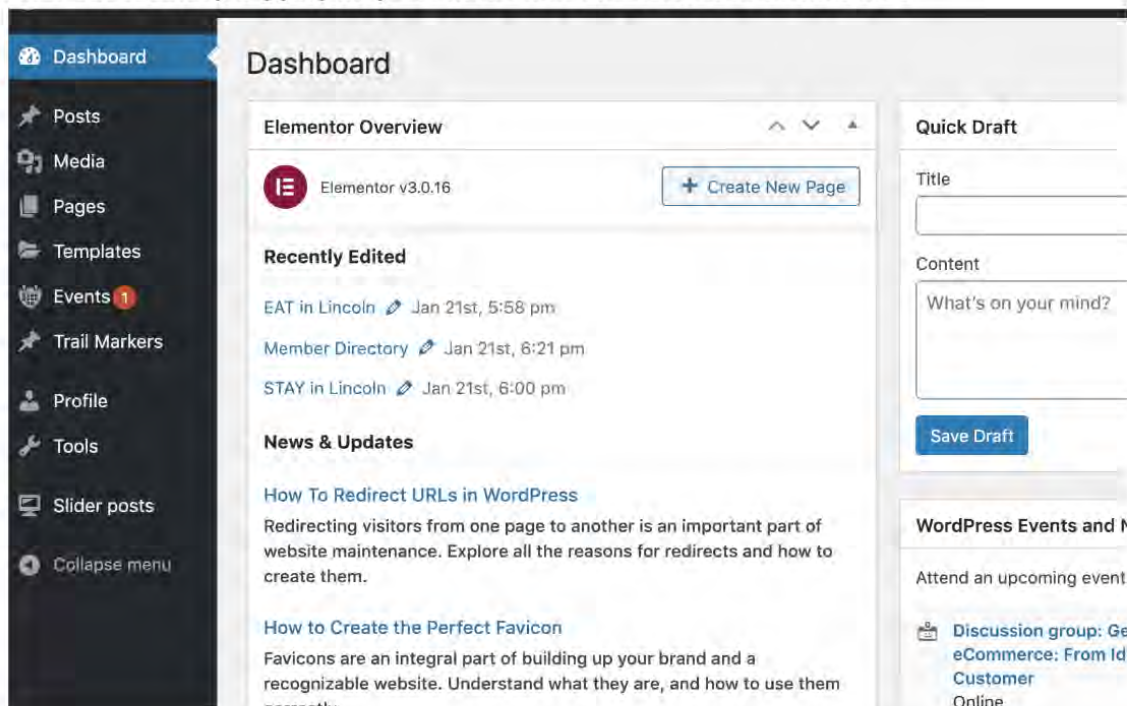 Dashboard
Posts
Media
Pages
Templates
Events 1
Trail Markers
Profile
Tools
Slider posts
Collapse menu
Dashboard
Elementor Overview
Elementor v3.0.16
+ Create New Page
Recently Edited
EAT in Lincoln Jan 21st, 5:58 pm
Member Directory Jan 21st, 6:21 pm
STAY in Lincoln Jan 21st, 6:00 pm
News & Updates
How To Redirect URLs in WordPress
Redirecting visitors from one page to another is an important part of
website maintenance. Explore all the reasons for redirects and how to
create them.
How to Create the Perfect Favicon
Favicons are an integral part of building up your brand and a
recognizable website. Understand what they are, and how to use them
Quick Draft
Title
Content
What's on your mind?
Save Draft
WordPress Events and
Attend an upcoming event
Discussion group:
eCommerce: From
Customer
Online